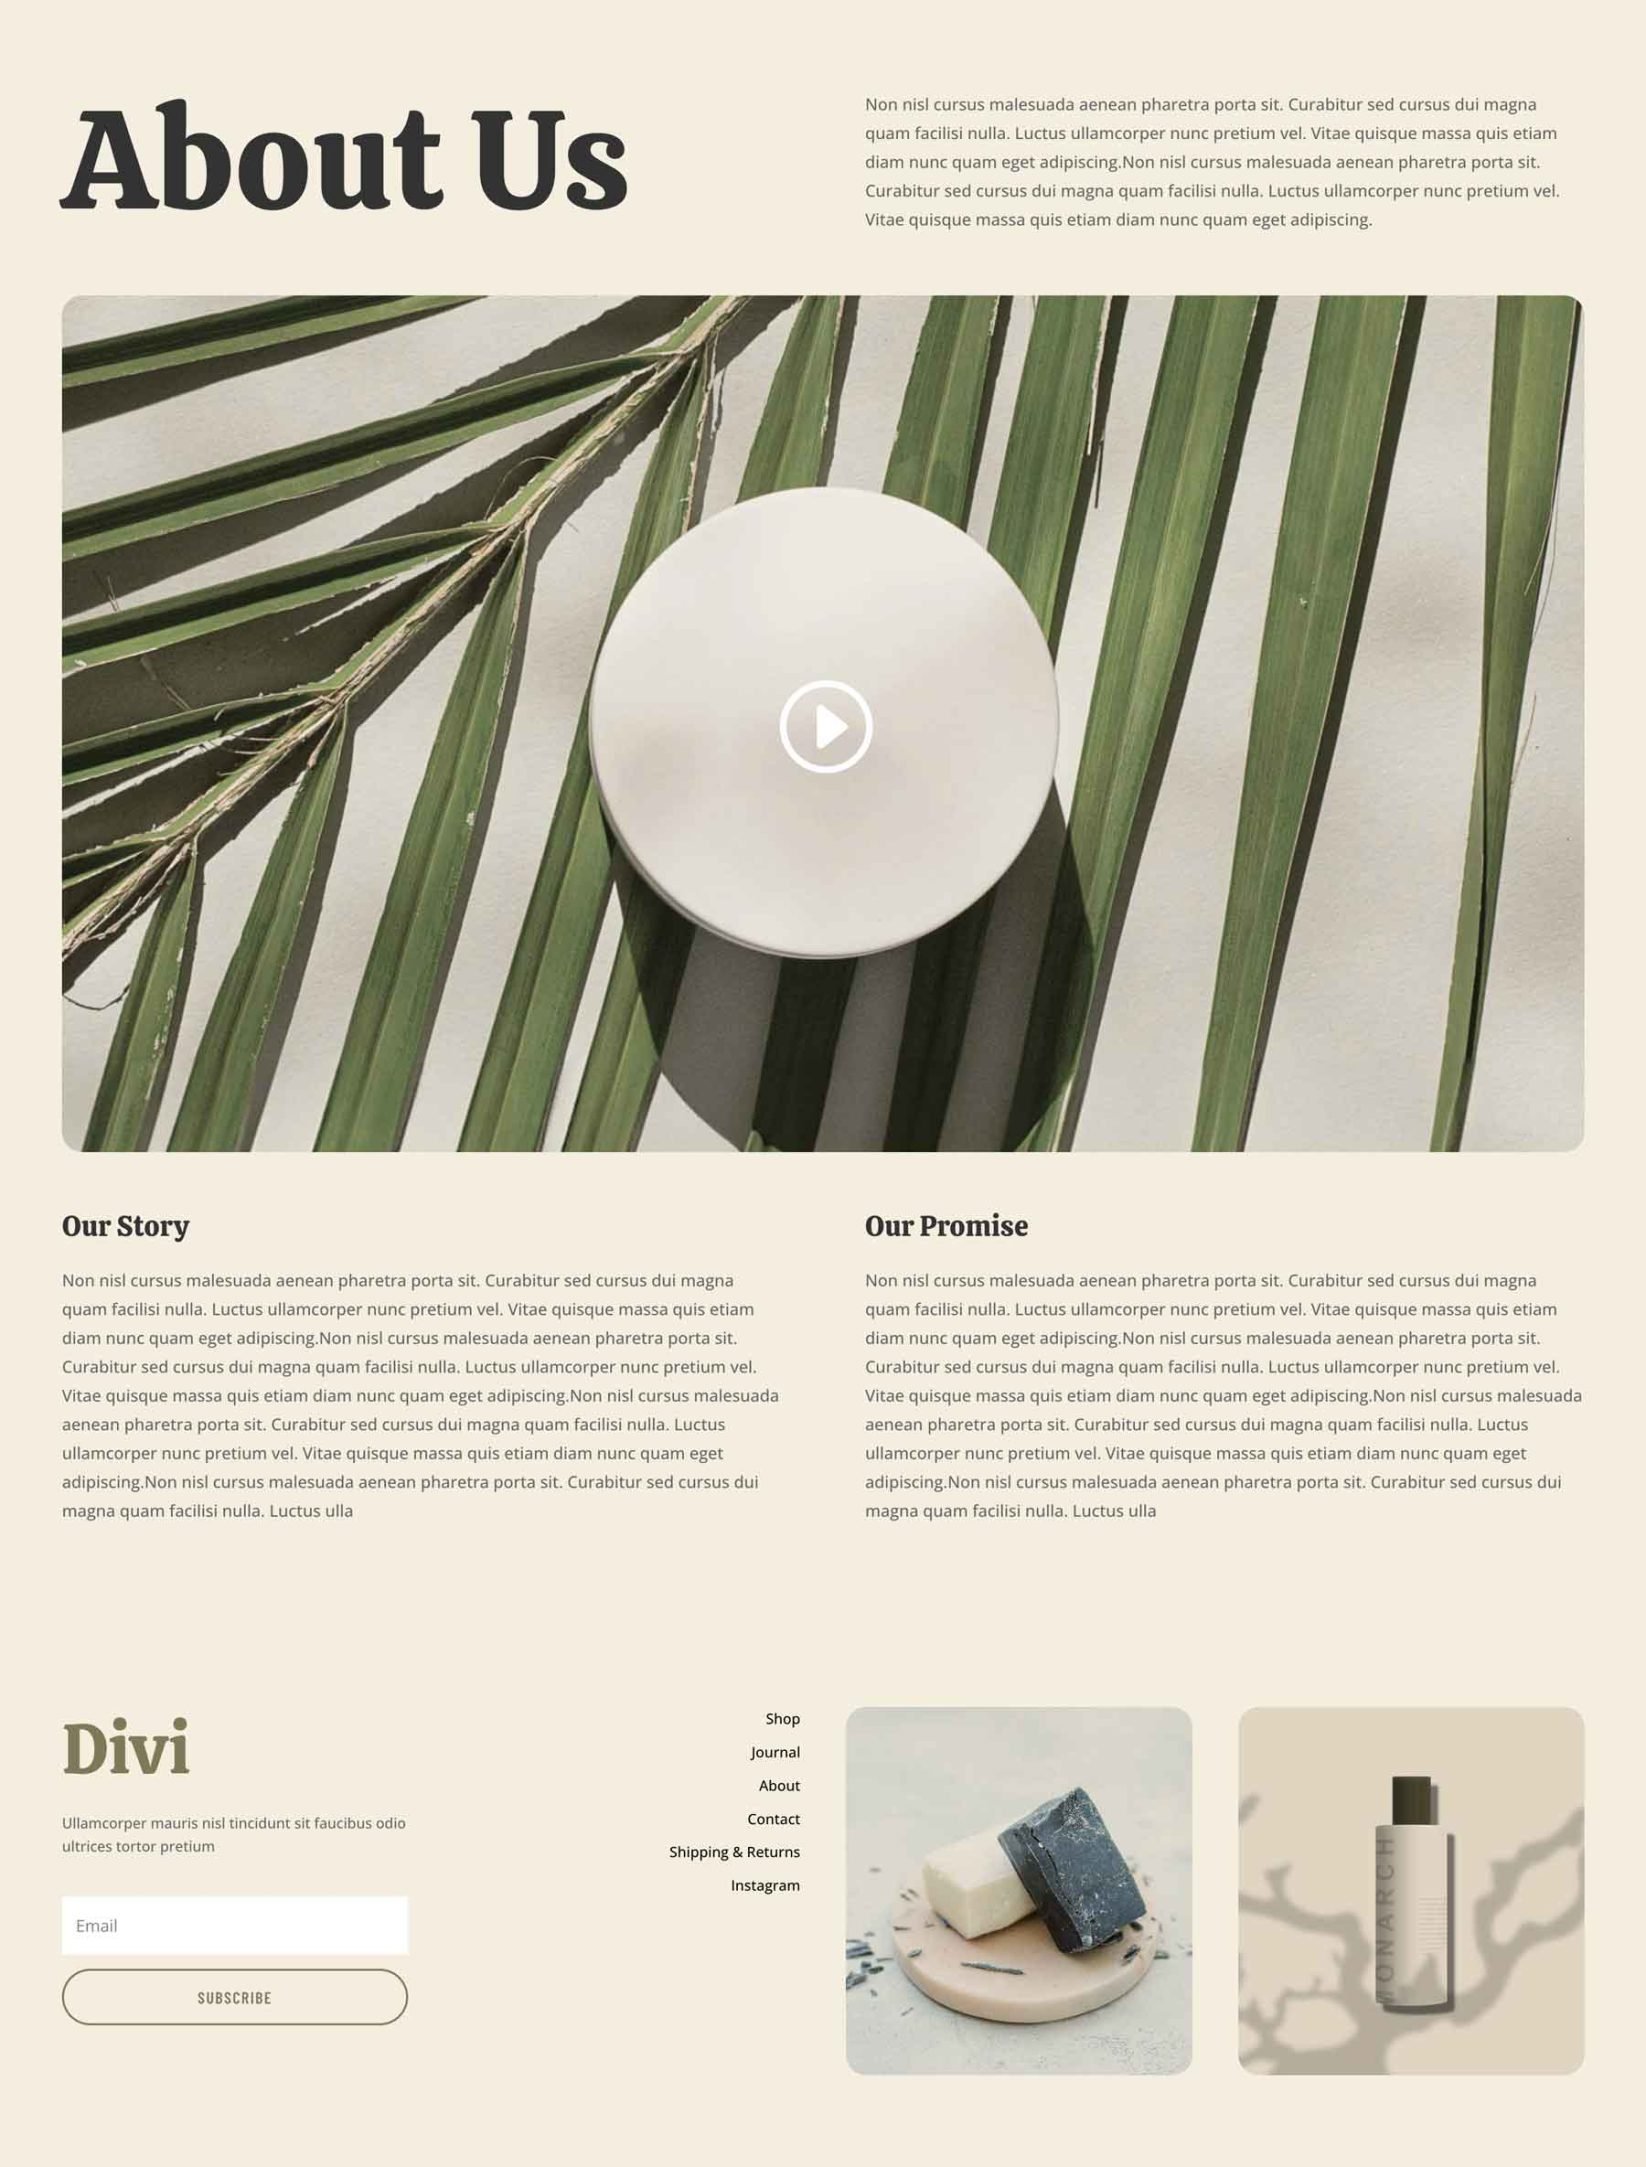 About Us
Non nisl cursus malesuada aenean pharetra porta sit. Curabitur sed cursus dui magna
quam facilisi nulla. Luctus ullamcorper nunc pretium vel. Vitae quisque massa quis etiam
diam nunc quam eget adipiscing.Non nisl cursus malesuada aenean pharetra porta sit.
Curabitur sed cursus dui magna quam facilisi nulla. Luctus ullamcorper nunc pretium vel.
Vitae quisque massa quis etiam diam nunc quam eget adipiscing.
Our Story
Non nisl cursus malesuada aenean pharetra porta sit. Curabitur sed cursus dui magna
quam facilisi nulla. Luctus ullamcorper nunc pretium vel. Vitae quisque massa quis etiam
diam nunc quam eget adipiscing.Non nisl cursus malesuada aenean pharetra porta sit.
Curabitur sed cursus dui magna quam facilisi nulla. Luctus ullamcorper nunc pretium vel.
Vitae quisque massa quis etiam diam nunc quam eget adipiscing.Non nisl cursus malesuada
aenean pharetra porta sit. Curabitur sed cursus dui magna quam facilisi nulla. Luctus
ullamcorper nunc pretium vel. Vitae quisque massa quis etiam diam nunc quam eget
adipiscing.Non nisl cursus malesuada aenean pharetra porta sit. Curabitur sed cursus dui
magna quam facilisi nulla. Luctus ulla
Our Promise
Non nisl cursus malesuada aenean pharetra porta sit. Curabitur sed cursus dui magna
quam facilisi nulla. Luctus ullamcorper nunc pretium vel. Vitae quisque massa quis etiam
diam nunc quam eget adipiscing.Non nisl cursus malesuada aenean pharetra porta sit.
Curabitur sed cursus dui magna quam facilisi nulla. Luctus ullamcorper nunc pretium vel.
Vitae quisque massa quis etiam diam nunc quam eget adipiscing.Non nisl cursus malesuada
aenean pharetra porta sit. Curabitur sed cursus dui magna quam facilisi nulla. Luctus
ullamcorper nunc pretium vel. Vitae quisque massa quis etiam diam nunc quam eget
adipiscing.Non nisl cursus malesuada aenean pharetra porta sit. Curabitur sed cursus dui
magna quam facilisi nulla. Luctus ulla
Divi
Ullamcorper mauris nisl tincidunt sit faucibus odio
ultrices tortor pretium
Email
SUBSCRIBE
Shop
Journal
About
Contact
Shipping & Returns
Instagram
MONARCH